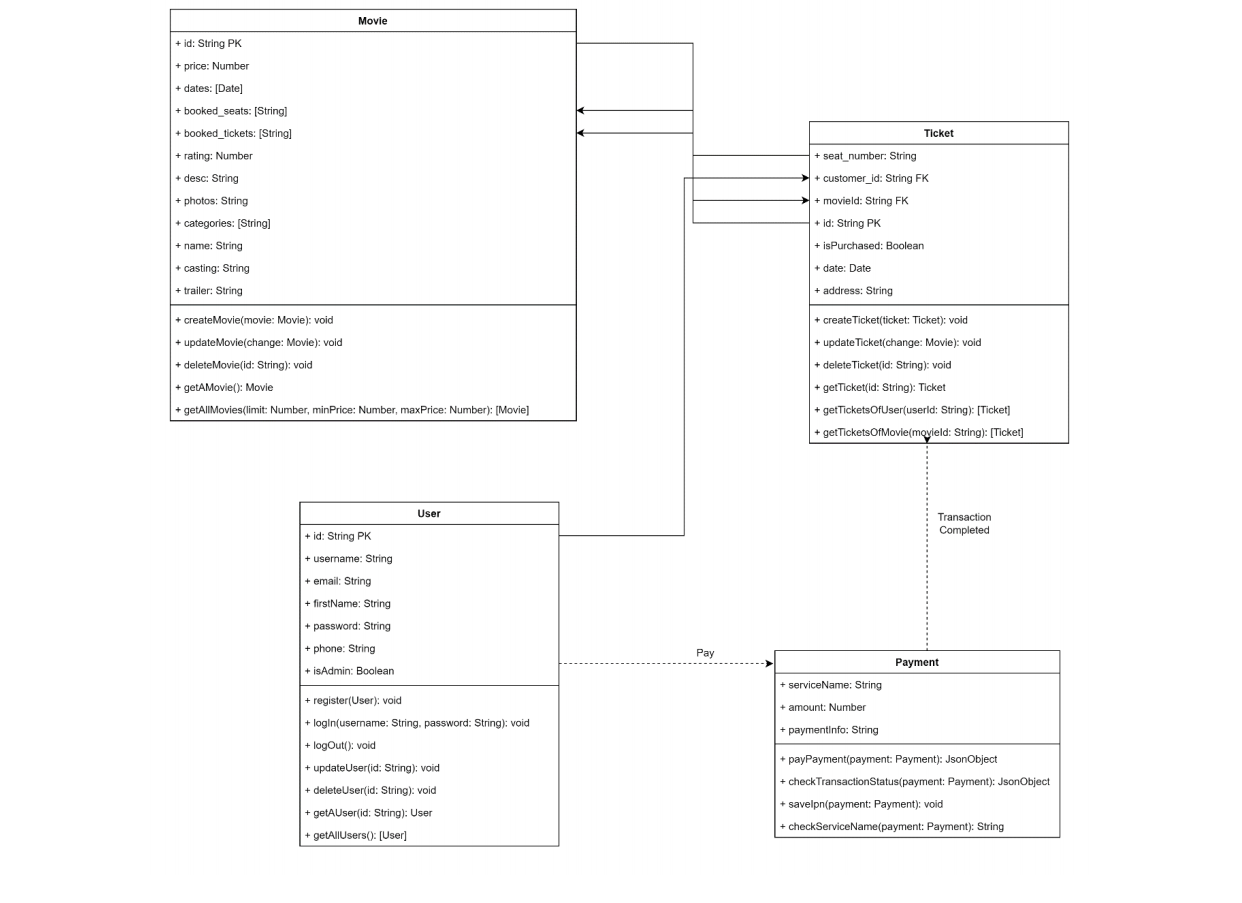 Movie
+ id: String PK
+ price: Number
+ dates: [Date]
+ booked_seats: [String]
+ booked_tickets: [String]
+ rating: Number
+ desc: String
+ photos: String
+ categories: [String]
+ name: String
+ casting: String
+ trailer: String
+ createMovie(movie: Movie): void
+ updateMovie(change: Movie): void
+ deleteMovie(id: String): void
+ getAMovie(): Movie
+ getAllMovies(limit: Number, minPrice: Number, maxPrice: Number): [Movie]
Ticket
+ seat_number: String
+ customer_id: String FK
+ movieId: String FK
+ id: String PK
+ isPurchased: Boolean
+ date: Date
+ address: String
+ createTicket(ticket: Ticket): void
+ updateTicket(change: Movie): void
+ deleteTicket(id: String): void
+ getTicket(id: String): Ticket
+ getTicketsOfUser(userId: String): [Ticket]
+ getTicketsOfMovie(movieId: String): [Ticket]
User
+ id: String PK
+ username: String
+ email: String
+ firstName: String
+ password: String
+ phone: String
+ isAdmin: Boolean
+ register(User): void
+ logIn(username: String, password: String): void
+ logOut(): void
+ updateUser(id: String): void
+ deleteUser(id: String): void
+ getAUser(id: String): User
+ getAllUsers(): [User]
Transaction
Completed
Pay
Payment
+ serviceName: String
+ amount: Number
+ paymentInfo: String
+ payPayment(payment: Payment): JsonObject
+ checkTransactionStatus(payment: Payment): JsonObject
+ saveIpn(payment: Payment): void
+ checkServiceName(payment: Payment): String